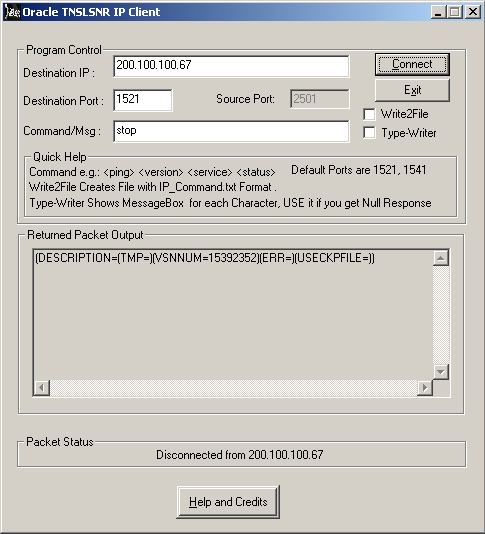 Oracle TNSLSNR IP Client
Program Control
Destination IP :
200.100.100.67
Connect
Exit
Destination Port :
1521
Source Port:
2501
Write2File
Command/Msg :
stop
Type-Writer
Quick Help
Command e.g.: <ping> <version> <service> <status> Default Ports are 1521, 1541
Write2File Creates File with IP_Command.txt Format .
Type-Writer Shows MessageBox for each Character, USE it if you get Null Response
Returned Packet Output
(DESCRIPTION=(TMP=)(VSNNUM=15392352)(ERR=)(USECKPFILE=))
Packet Status
Disconnected from 200.100.100.67
Help and Credits